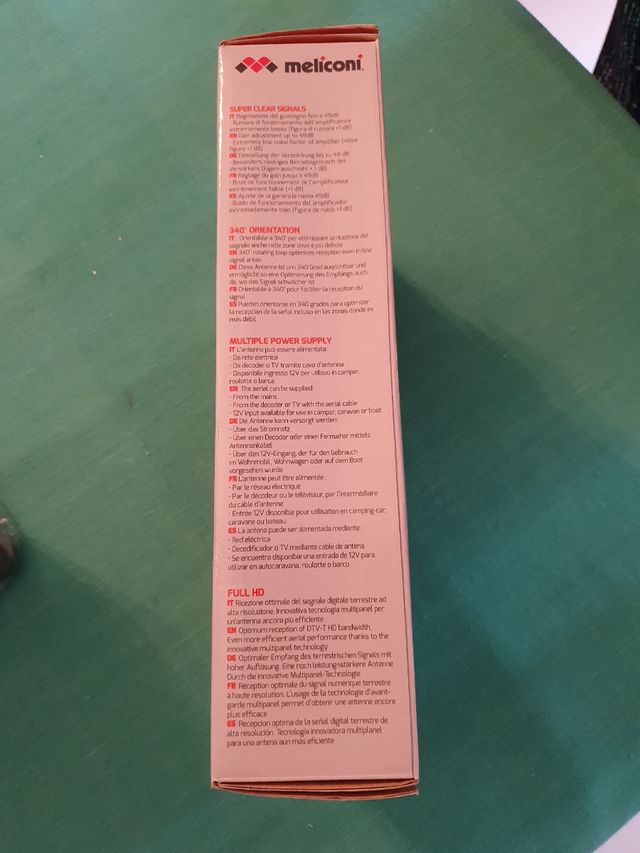 meliconi
SUPER CLEAR SIGNALS
IT Regolazione del guadagno fino a 49dB
- Rumore di funzionamento dell'amplificatore
estremamente basso (figura di rumore <1 dB)
EN Gain adjustment up to 49dB
- Extremely low noise factor of amplifier (noise
figure <1 dB)
DE Einstellung der Verstärkung bis zu 49 dB
- Besonders niedriges Betriebsgeräusch des
Verstärkers (Eigenrauschzahl < 1 dB)
FR Réglage du gain jusqu'à 49dB
- Bruit de fonctionnement de l'amplificateur
extrêmement faible (<1 dB)
ES Ajuste de la ganancia hasta 49dB
- Ruido de funcionamiento del amplificador
extremadamente bajo (figura de ruido <1 dB)
340° ORIENTATION
IT Orientabile a 340° per ottimizzare la ricezione del
segnale anche nelle zone dove è più debole
EN 340° rotating loop optimises reception even in low
signal areas
DE Diese Antenne ist um 340 Grad ausrichtbar und
ermöglicht so eine Optimierung des Empfangs auch
da, wo das Signal schwächer ist
FR Orientable à 340° pour faciliter la réception du
signal
ES Pueden orientarse en 340 grados para optimizar
la recepcían de la señal incluso en las zonas donde es
más débil
MULTIPLE POWER SUPPLY
IT L'antenna può essere alimentata:
- Da rete elettrica
- Da decoder o TV tramite cavo d'antenna
- Disponibile ingresso 12V per utilizzo in camper,
roulotte o barca
EN The aerial can be supplied:
- From the mains
- From the decoder or TV with the aerial cable
- 12V input available for use in camper, caravan or boat
DE Die Antenne kann versorgt werden:
- Über das Stromnetz
- Über einen Decoder oder einen Fernseher mittels
Antennenkabel
- Über den 12V-Eingang, der für den Gebrauch
im Wohnmobil, Wohnwagen oder auf dem Boot
vorgesehen wurde
FR L'antenne peut être alimentée :
- Par le réseau électrique
- Par le décodeur ou le téléviseur, par l'intermédiaire
du câble d'antenne
- Entrée 12V disponible pour utilisation en camping-car,
caravane ou bateau.
ES La antena puede ser alimentada mediante:
- Red eléctrica
- Decodificador o TV mediante cable de antena
- Se encuentra disponible una entrada de 12V para
utilizar en autocaravana, roulotte o barco
FULL HD
IT Ricezione ottimale del segnale digitale terrestre ad
alta risoluzione. Innovativa tecnologia multipanel per
un'antenna ancora più efficiente
EN Optimum reception of DTV-T HD bandwidth.
Even more efficient aerial performance thanks to the
innovative multipanel technology
DE Optimaler Empfang des terrestrischen Signals mit
hoher Auflösung. Eine noch leistungsstärkere Antenne
Durch die innovative Multipanel-Technologie
FR Réception optimale du signal numérique terrestre
à haute resolution. L'usage de la technologie d'avant-
garde multipanel permet d'obtenir une antenne encore
plus efficace
ES Recepcion optima de la señal digital terrestre de
alta resolución. Tecnologia innovadora multiplanel
para una antena aún más eficiente